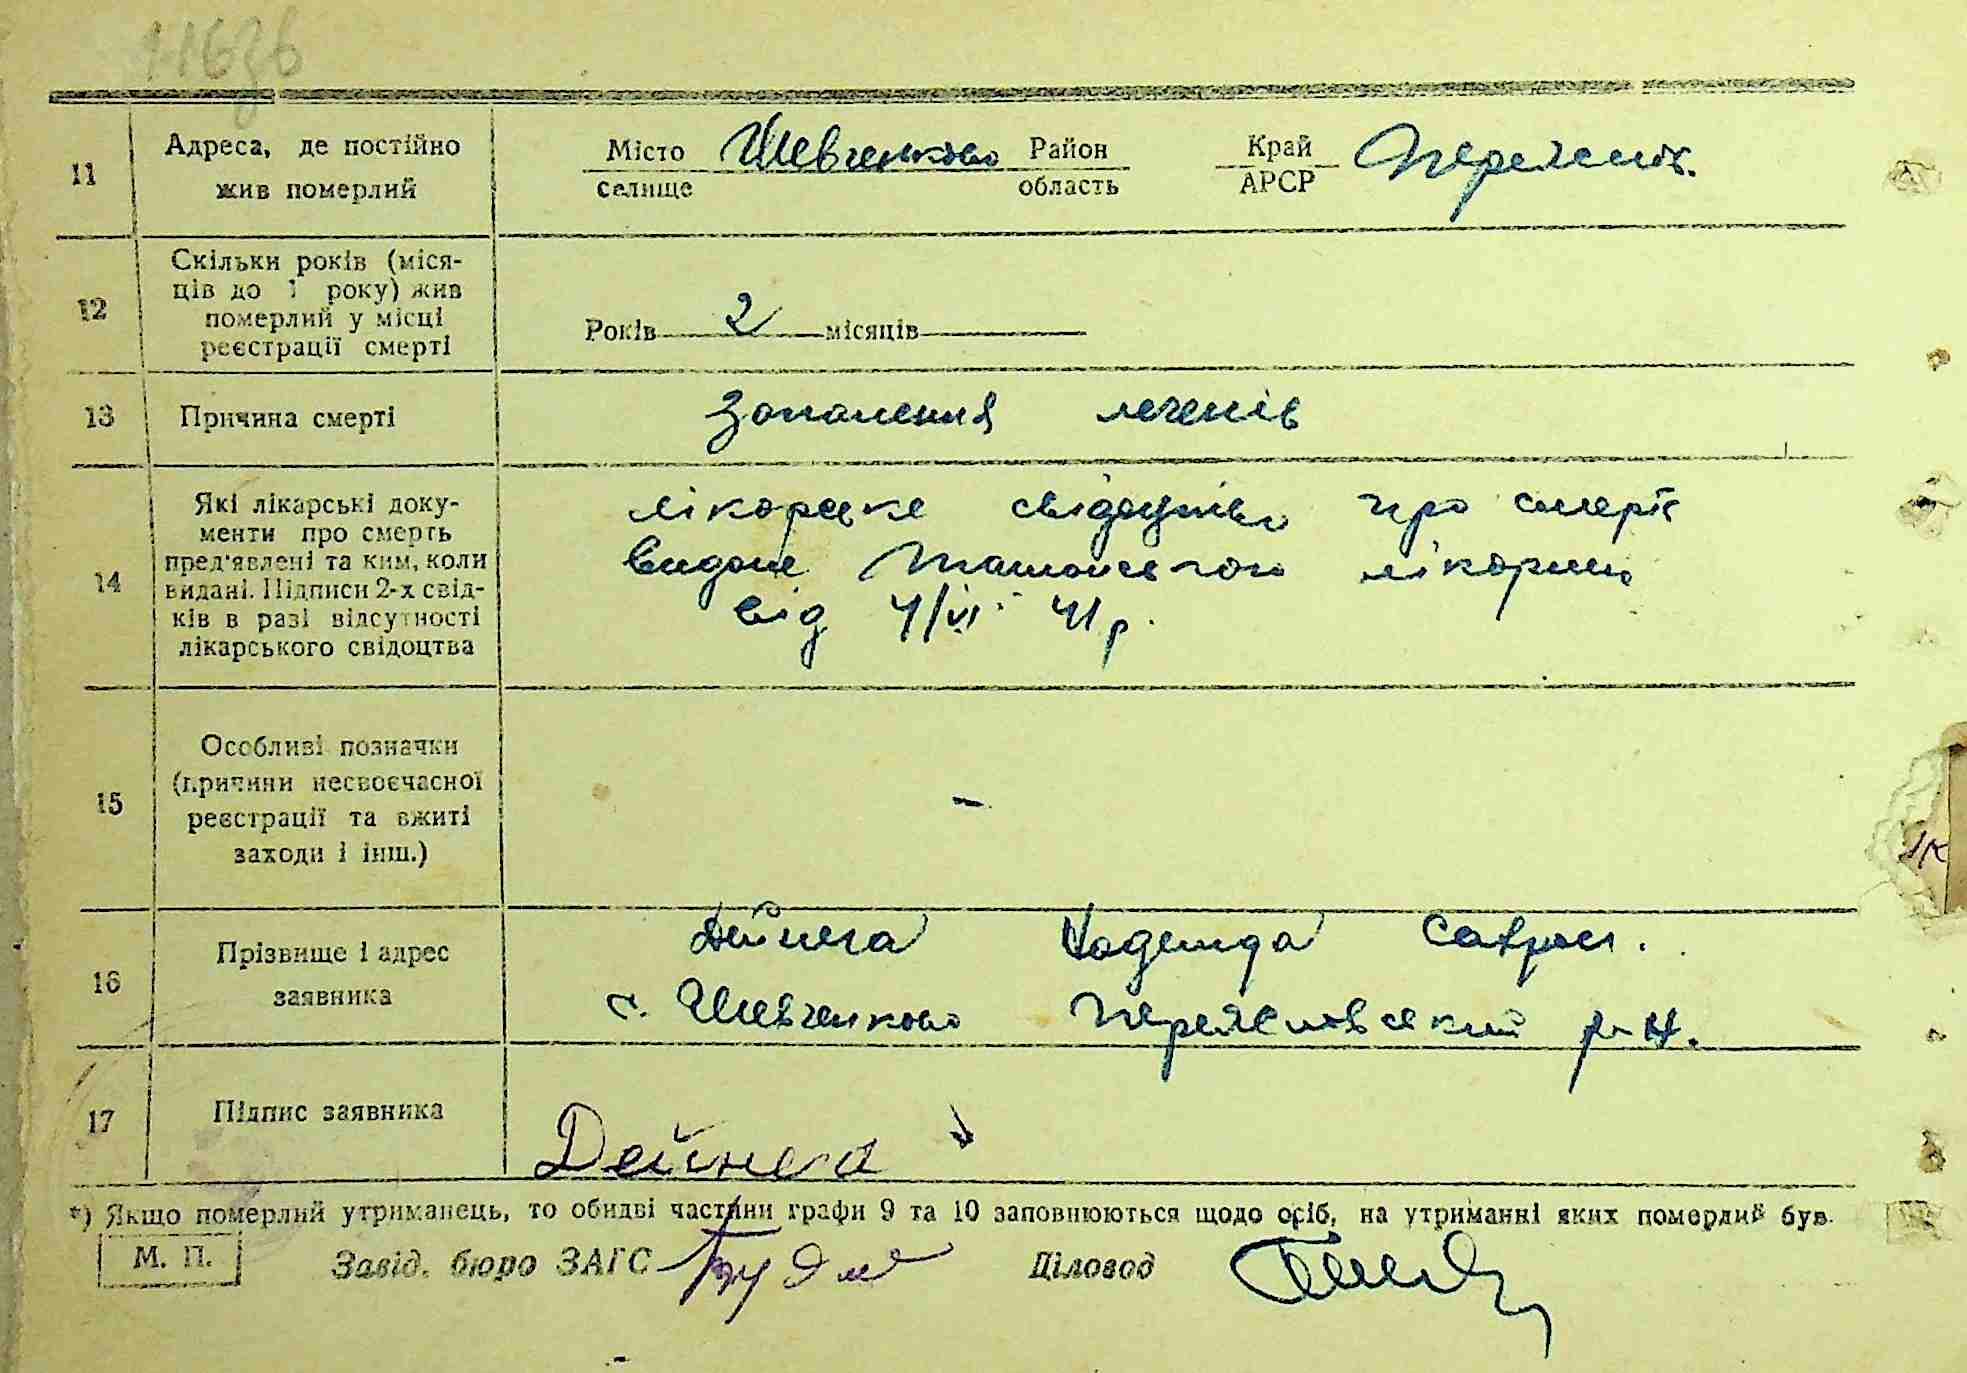 11636
11 Адреса, де постійно жив померлий Місто Шевченково Район Край
селище область АРСР
12 Скільки років (міся-
ців до 1 року) жив
померлий у місці
реєстрації смерті
Років 2 місяців
13 Причина смерті запалення легенів
14 Які лікарські доку-
менти про смерть
пред'явлені та ким, коли
видані. Підписи 2-х свід-
ків в разі відсутності
лікарського свідоцтва
лікарське свідоцтво про смерть
видане лікарнею
від 4/VI 41 р.
15 Особливі позначки
(причини несвоєчасної
реєстрації та вжиті
заходи і інш.)
-
16 Прізвище і адрес
заявника
Дейнега Надежда
с. Шевченково р-н.
17 Підпис заявника Дейнега
*) Якщо померлий утриманець, то обидві частини графи 9 та 10 заповнюються щодо осіб, на утриманні яких померлий був.
М. П. Завід. бюро ЗАГС Діловод